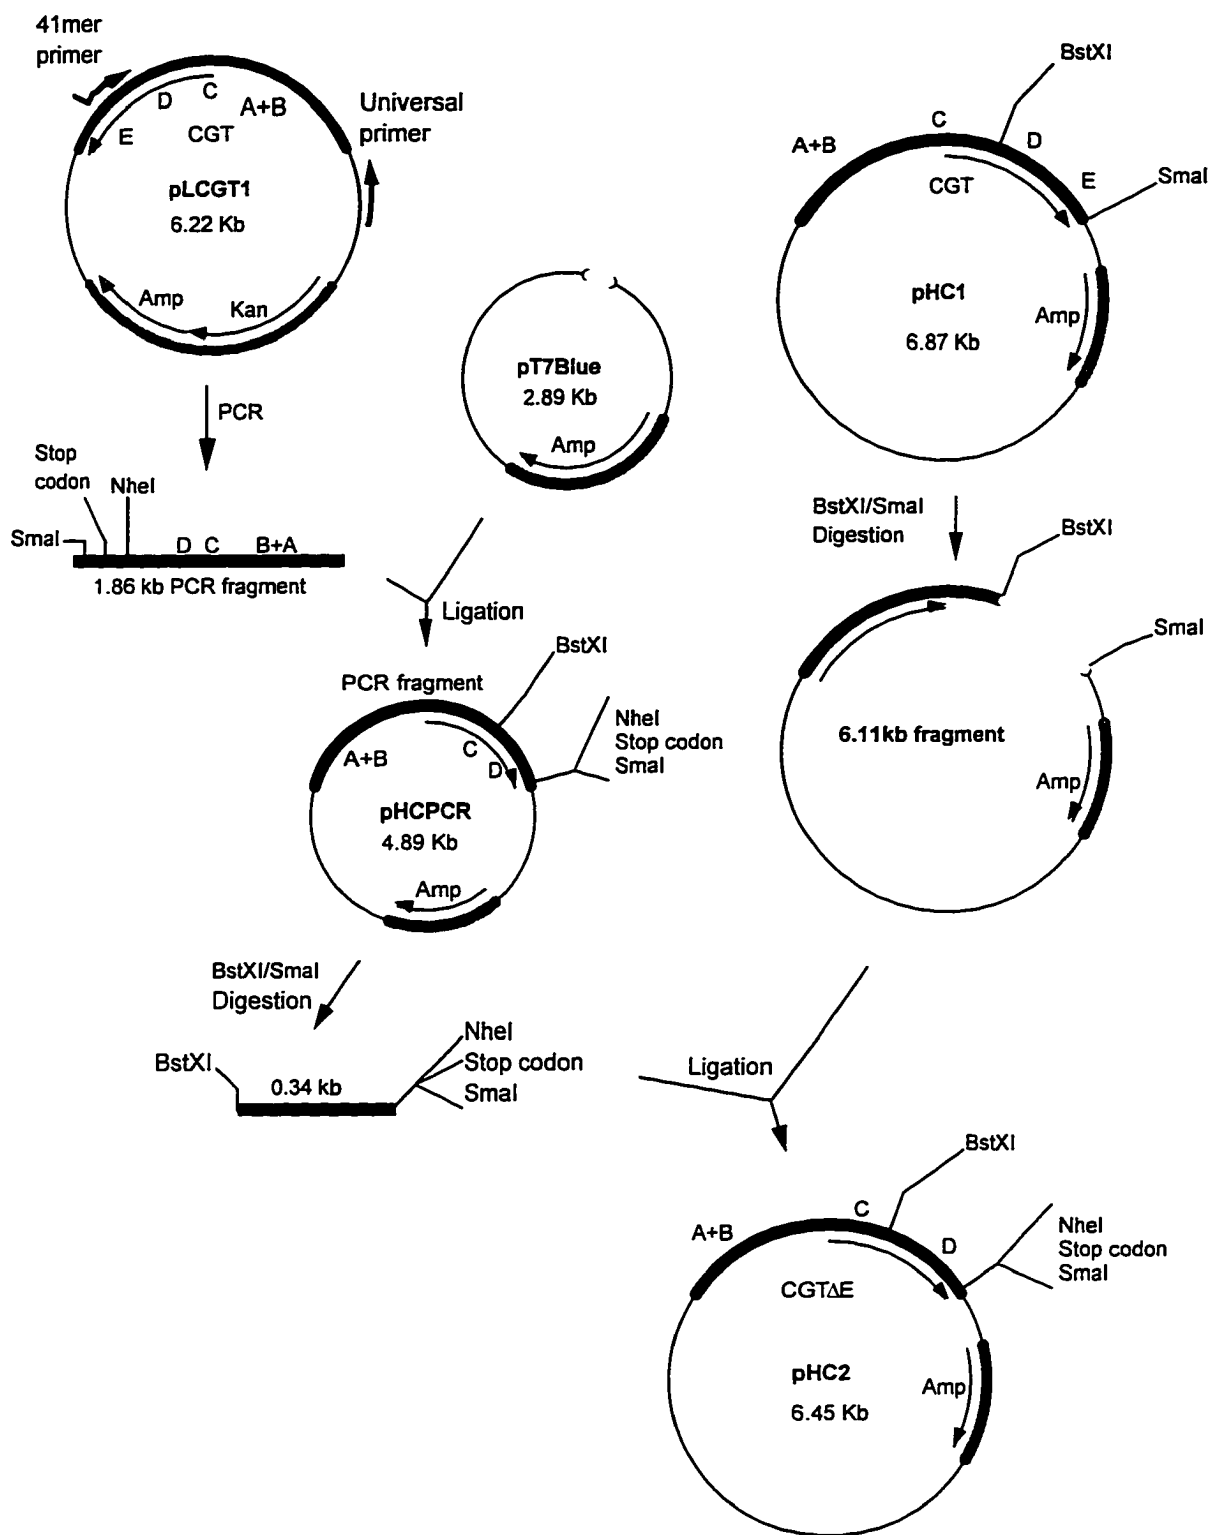 41mer
primer
D
C
A+B
E
CGT
Universal
primer
pLCGT1
6.22 Kb
Amp
Kan
PCR
Stop
codon
NheI
SmaI
D C B+A
1.86 kb PCR fragment
pT7Blue
2.89 Kb
Amp
Ligation
BstXI
C
A+B
D
E
CGT
SmaI
pHC1
6.87 Kb
Amp
BstXI/SmaI
Digestion
BstXI
SmaI
6.11kb fragment
Amp
PCR fragment
BstXI
A+B
C
D
NheI
Stop codon
SmaI
pHCPCR
4.89 Kb
Amp
BstXI/SmaI
Digestion
BstXI
0.34 kb
NheI
Stop codon
SmaI
Ligation
BstXI
C
A+B
D
NheI
Stop codon
SmaI
CGTΔE
pHC2
6.45 Kb
Amp